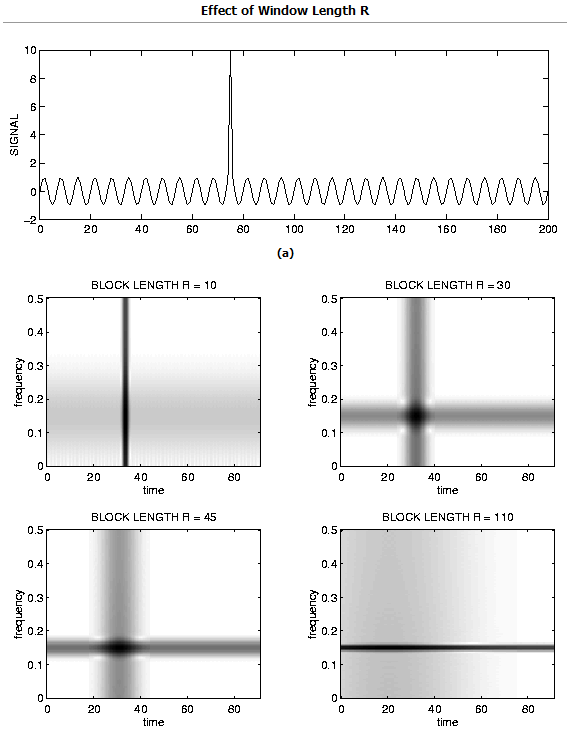 Effect of Window Length R
10
8
6
4
2
0
−2
SIGNAL
0 20 40 60 80 100 120 140 160 180 200
(a)
BLOCK LENGTH R = 10
0.5
0.4
0.3
0.2
0.1
0
frequency
0 20 40 60 80
time
BLOCK LENGTH R = 30
0.5
0.4
0.3
0.2
0.1
0
frequency
0 20 40 60 80
time
BLOCK LENGTH R = 45
0.5
0.4
0.3
0.2
0.1
0
frequency
0 20 40 60 80
time
BLOCK LENGTH R = 110
0.5
0.4
0.3
0.2
0.1
0
frequency
0 20 40 60 80
time